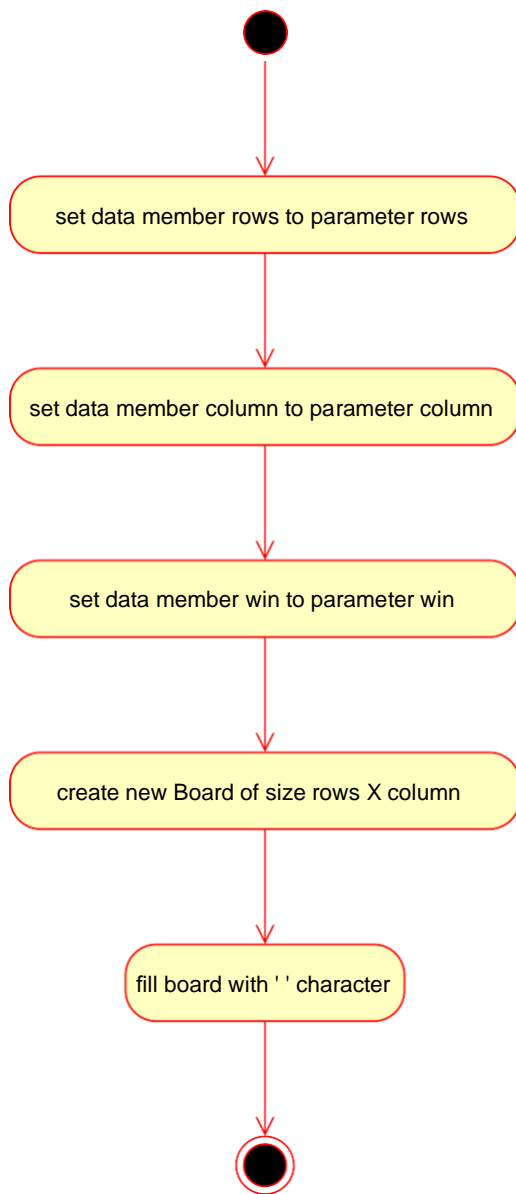 set data member rows to parameter rows
set data member column to parameter column
set data member win to parameter win
create new Board of size rows X column
fill board with ' ' character